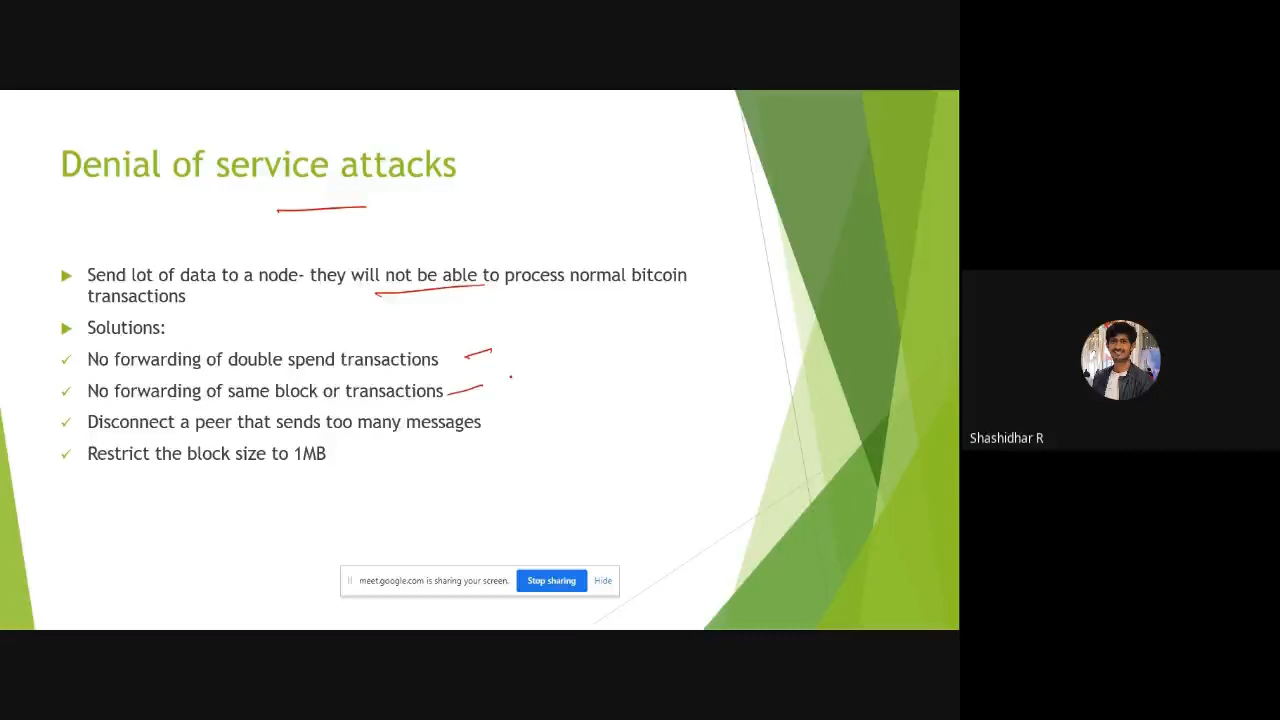 Denial of service attacks
Send lot of data to a node- they will not be able to process normal bitcoin
transactions
Solutions:
No forwarding of double spend transactions
No forwarding of same block or transactions
Disconnect a peer that sends too many messages
Restrict the block size to 1MB
meet.google.com is sharing your screen. Stop sharing Hide
Shashidhar R